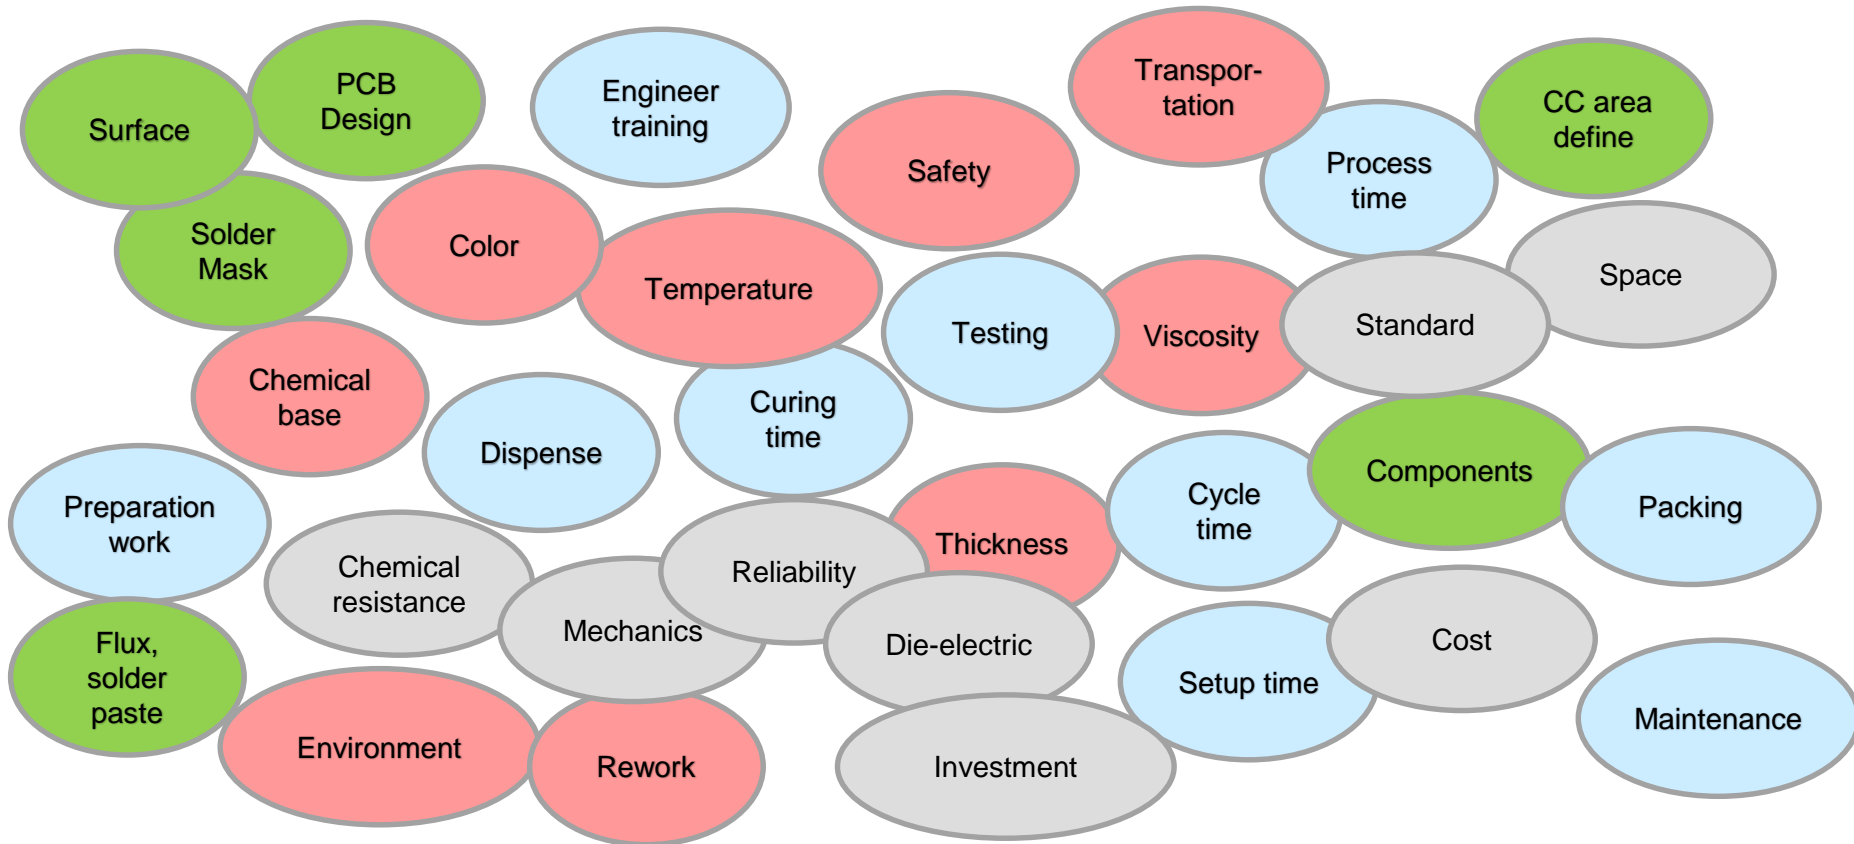 Surface
PCB
Design
Engineer
training
Safety
Transpor-
tation
Process
time
CC area
define
Solder
Mask
Color
Temperature
Testing
Viscosity
Standard
Space
Chemical
base
Dispense
Curing
time
Thickness
Cycle
time
Components
Packing
Preparation
work
Chemical
resistance
Mechanics
Reliability
Die-electric
Setup time
Cost
Maintenance
Flux,
solder
paste
Environment
Rework
Investment